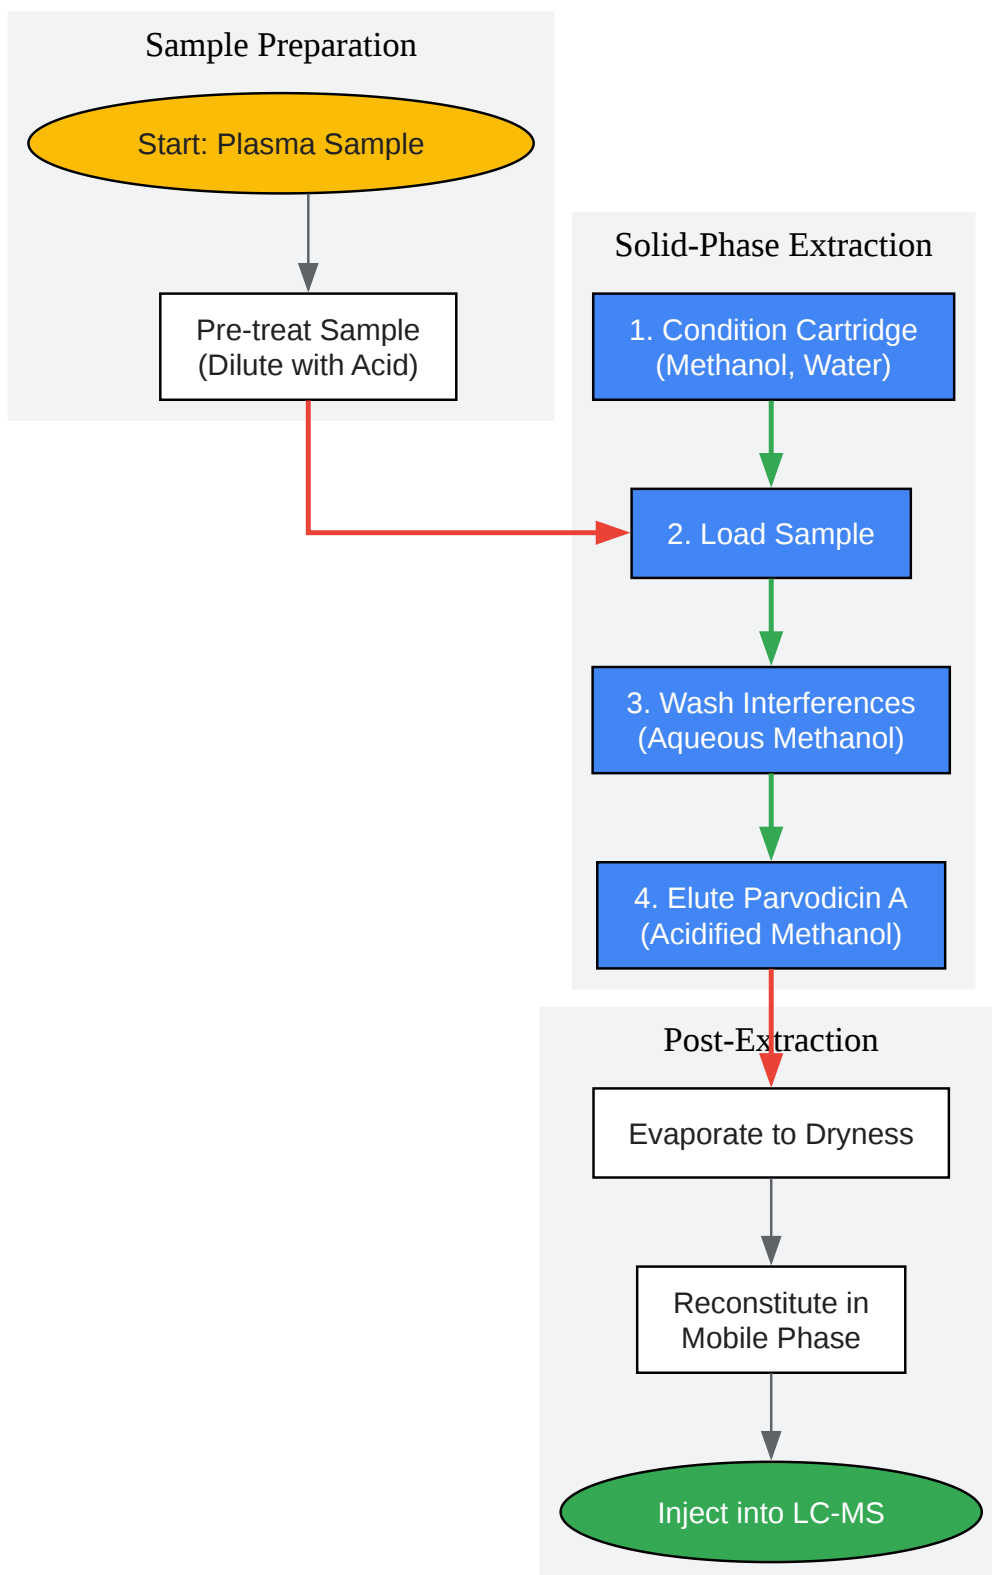 Sample Preparation
Start: Plasma Sample
Pre-treat Sample
(Dilute with Acid)
Solid-Phase Extraction
1. Condition Cartridge
(Methanol, Water)
2. Load Sample
3. Wash Interferences
(Aqueous Methanol)
4. Elute Parvodicin A
(Acidified Methanol)
Post-Extraction
Evaporate to Dryness
Reconstitute in
Mobile Phase
Inject into LC-MS